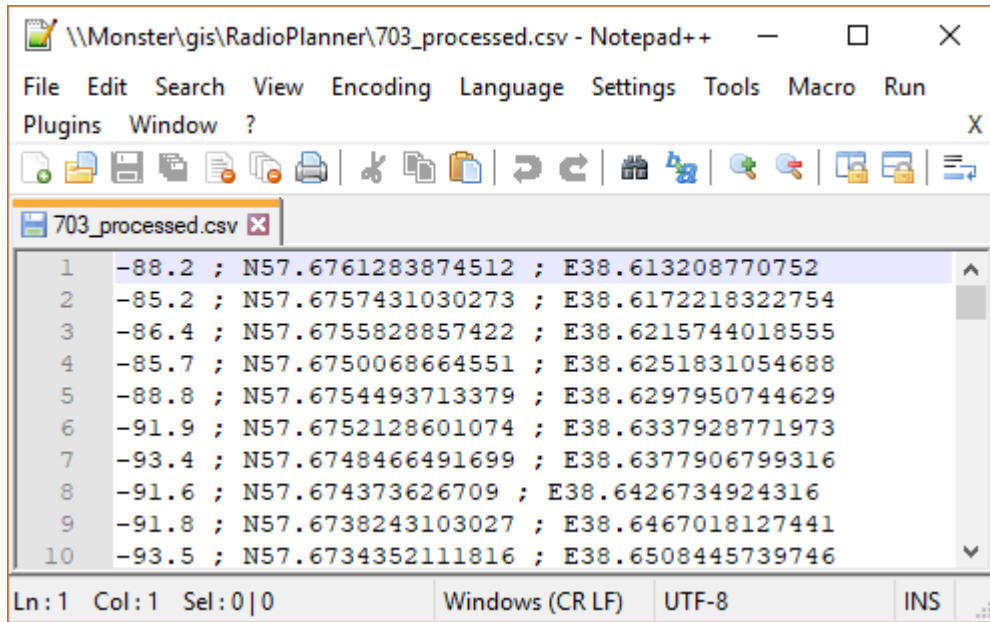 \\Monster\gis\RadioPlanner\703_processed.csv - Notepad++
File Edit Search View Encoding Language Settings Tools Macro Run
Plugins Window ? X
703_processed.csv
1 -88.2 ; N57.6761283874512 ; E38.613208770752
2 -85.2 ; N57.6757431030273 ; E38.6172218322754
3 -86.4 ; N57.6755828857422 ; E38.6215744018555
4 -85.7 ; N57.6750068664551 ; E38.6251831054688
5 -88.8 ; N57.6754493713379 ; E38.6297950744629
6 -91.9 ; N57.6752128601074 ; E38.6337928771973
7 -93.4 ; N57.6748466491699 ; E38.6377906799316
8 -91.6 ; N57.674373626709 ; E38.6426734924316
9 -91.8 ; N57.6738243103027 ; E38.6467018127441
10 -93.5 ; N57.6734352111816 ; E38.6508445739746
Ln : 1 Col : 1 Sel : 0 | 0 Windows (CR LF) UTF-8 INS